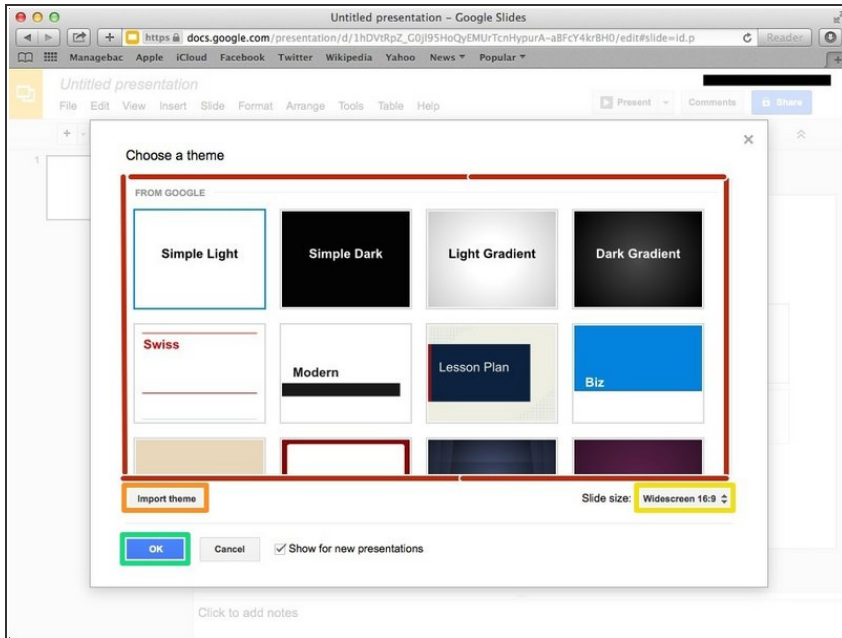 Untitled presentation – Google Slides
https docs.google.com/presentation/d/1hDVtRpZ_G0Jl95HoQyEMUrTcnHypurA-aBFcY4krBH0/edit#slide=id.p
Reader
Managebac Apple iCloud Facebook Twitter Wikipedia Yahoo News Popular
Untitled presentation
File Edit View Insert Slide Format Arrange Tools Table Help
Present Comments Share
1
Choose a theme
FROM GOOGLE
Simple Light Simple Dark Light Gradient Dark Gradient
Swiss Modern Lesson Plan Biz
Import theme Slide size: Widescreen 16:9
OK Cancel Show for new presentations
Click to add notes